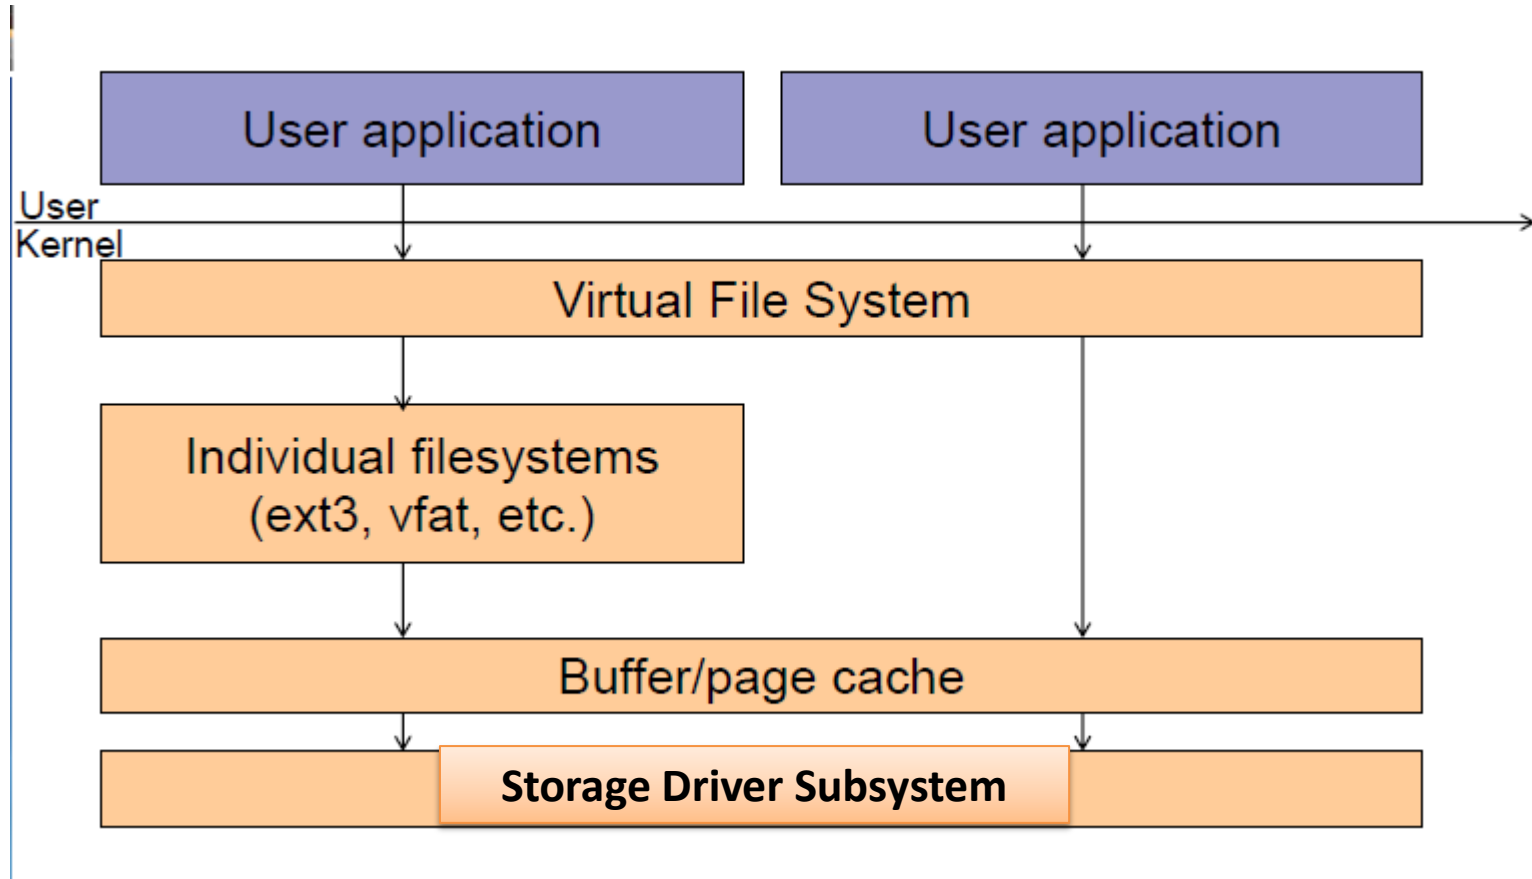 User application
User application
User
Kernel
Virtual File System
Individual filesystems
(ext3, vfat, etc.)
Buffer/page cache
Storage Driver Subsystem